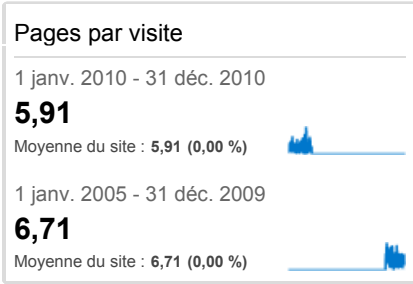 Pages par visite
1 janv. 2010 - 31 déc. 2010
5,91
Moyenne du site : 5,91 (0,00 %)
1 janv. 2005 - 31 déc. 2009
6,71
Moyenne du site : 6,71 (0,00 %)